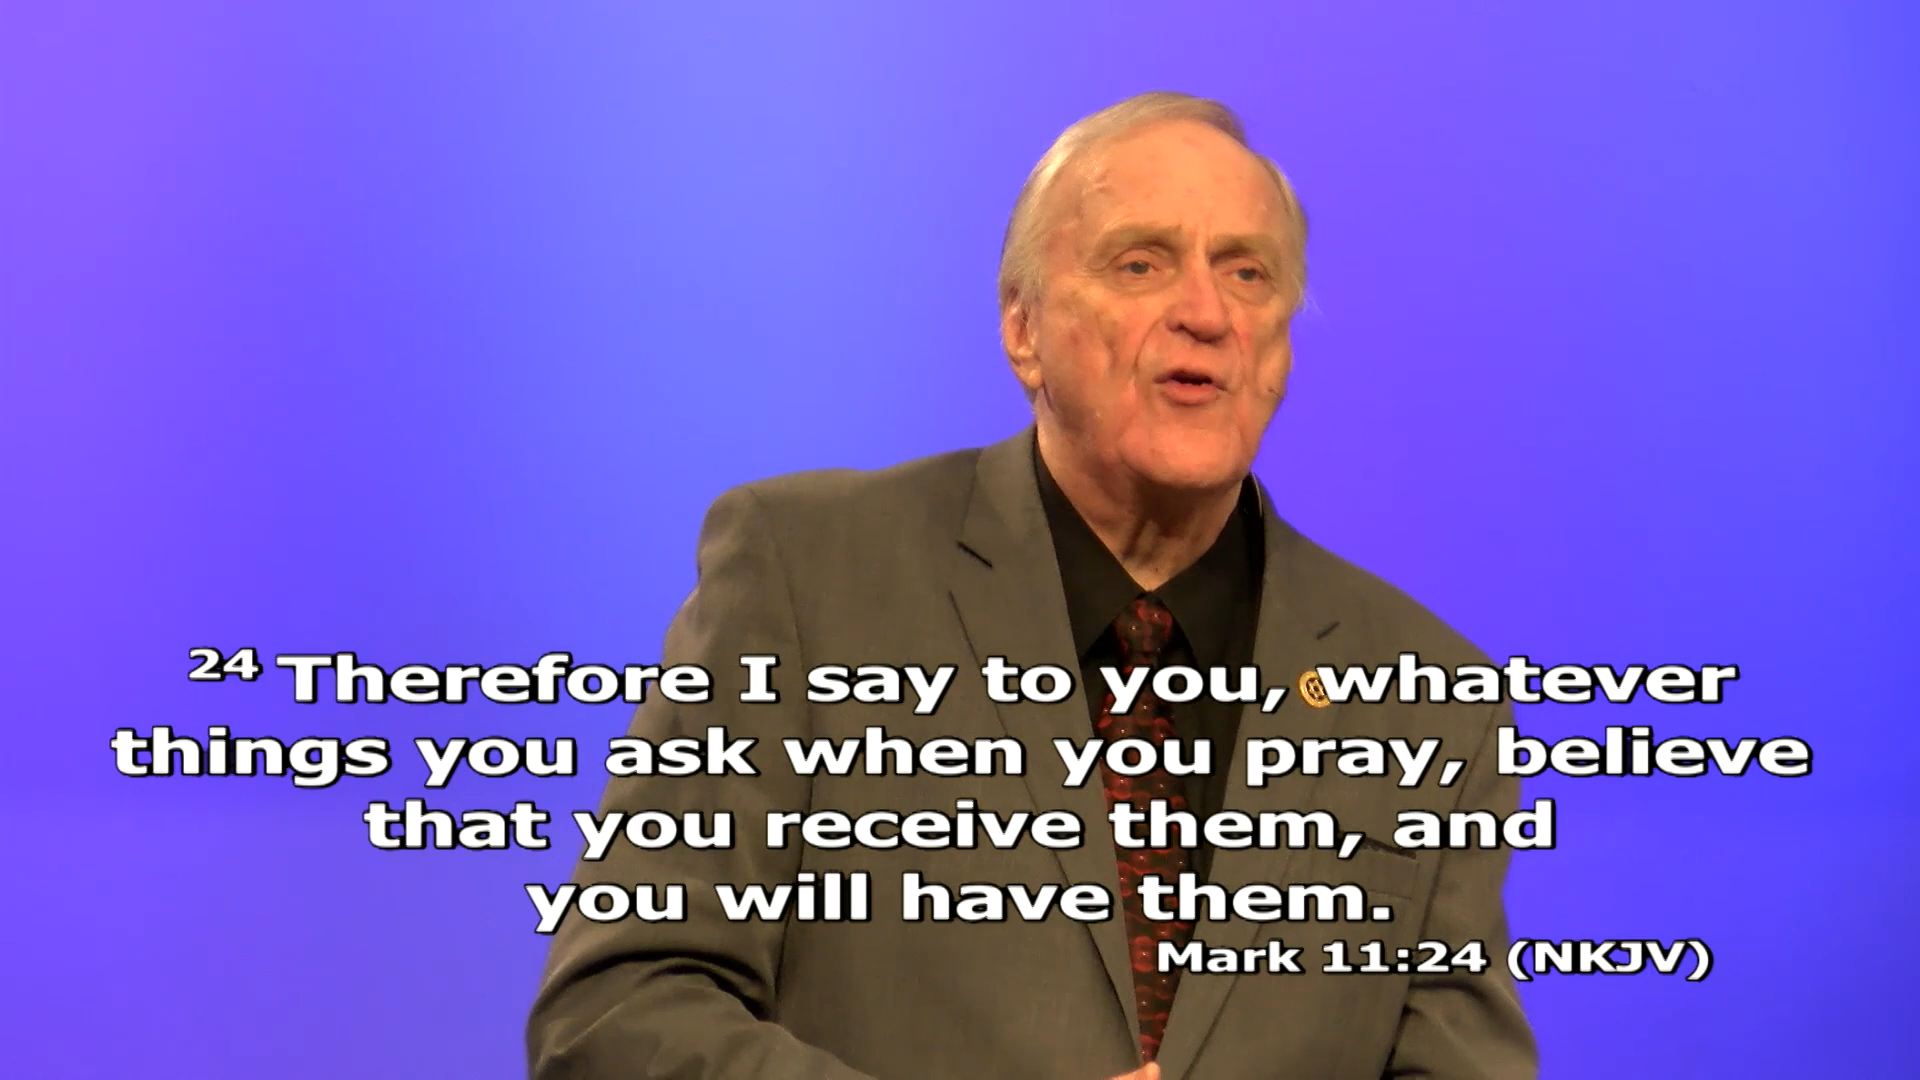 24 Therefore I say to you, whatever
things you ask when you pray, believe
that you receive them, and
you will have them.
Mark 11:24 (NKJV)